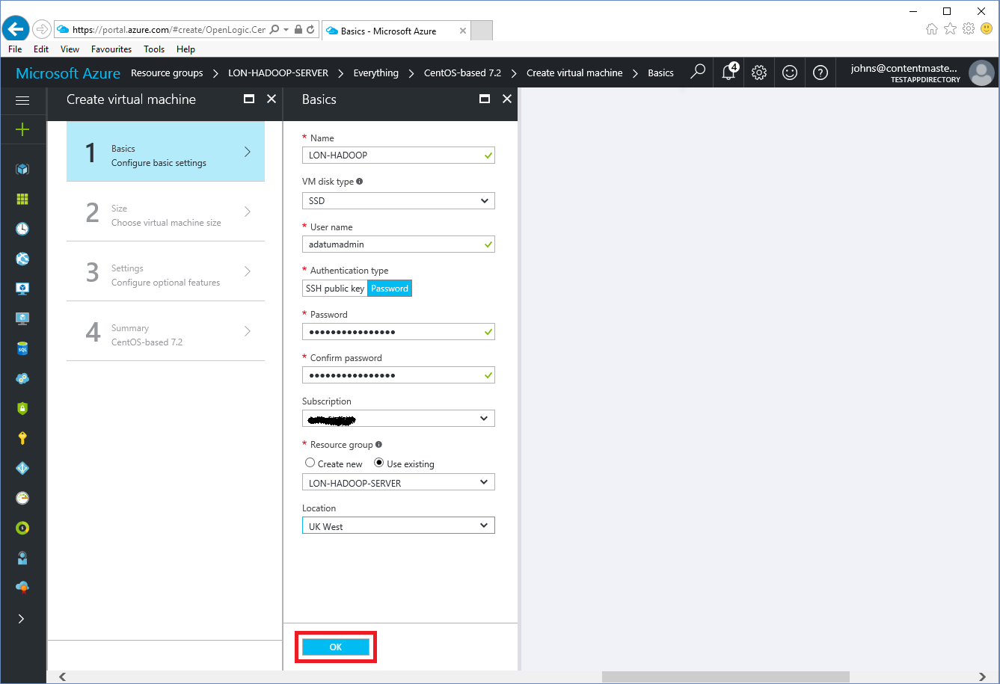 https://portal.azure.com/#create/OpenLogic.Cer
Basics - Microsoft Azure
File Edit View Favourites Tools Help
Microsoft Azure Resource groups > LON-HADOOP-SERVER > Everything > CentOS-based 7.2 > Create virtual machine > Basics
4
johns@contentmaste...
TESTAPPDIRECTORY
Create virtual machine
1 Basics
Configure basic settings
2 Size
Choose virtual machine size
3 Settings
Configure optional features
4 Summary
CentOS-based 7.2
Basics
* Name
LON-HADOOP
VM disk type
SSD
* User name
adatumadmin
* Authentication type
SSH public key Password
* Password
••••••••••••••••
* Confirm password
••••••••••••••••
Subscription
* Resource group
Create new Use existing
LON-HADOOP-SERVER
Location
UK West
OK
SQL